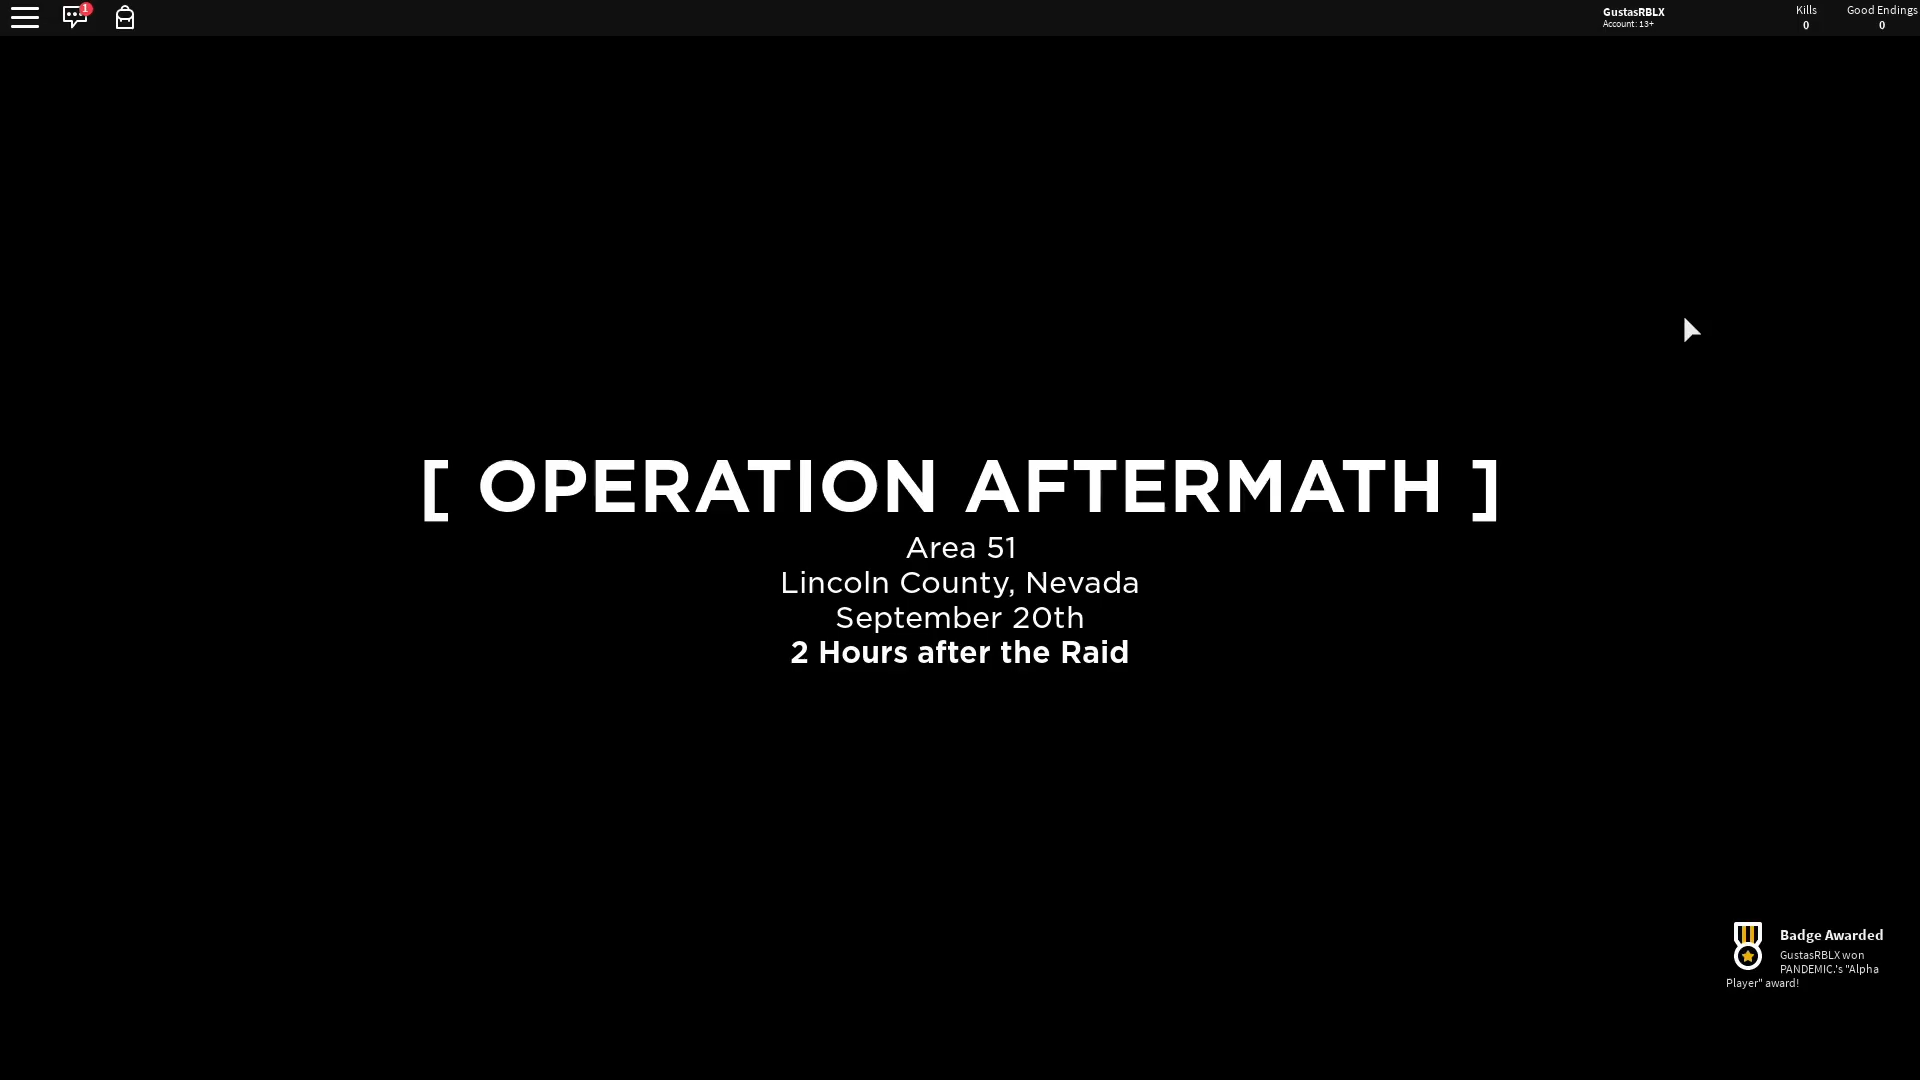 1
GustasRBLX
Account: 13+
Kills
0
Good Endings
0
[ OPERATION AFTERMATH ]
Area 51
Lincoln County, Nevada
September 20th
2 Hours after the Raid
Badge Awarded
GustasRBLX won
PANDEMIC.'s "Alpha
Player" award!